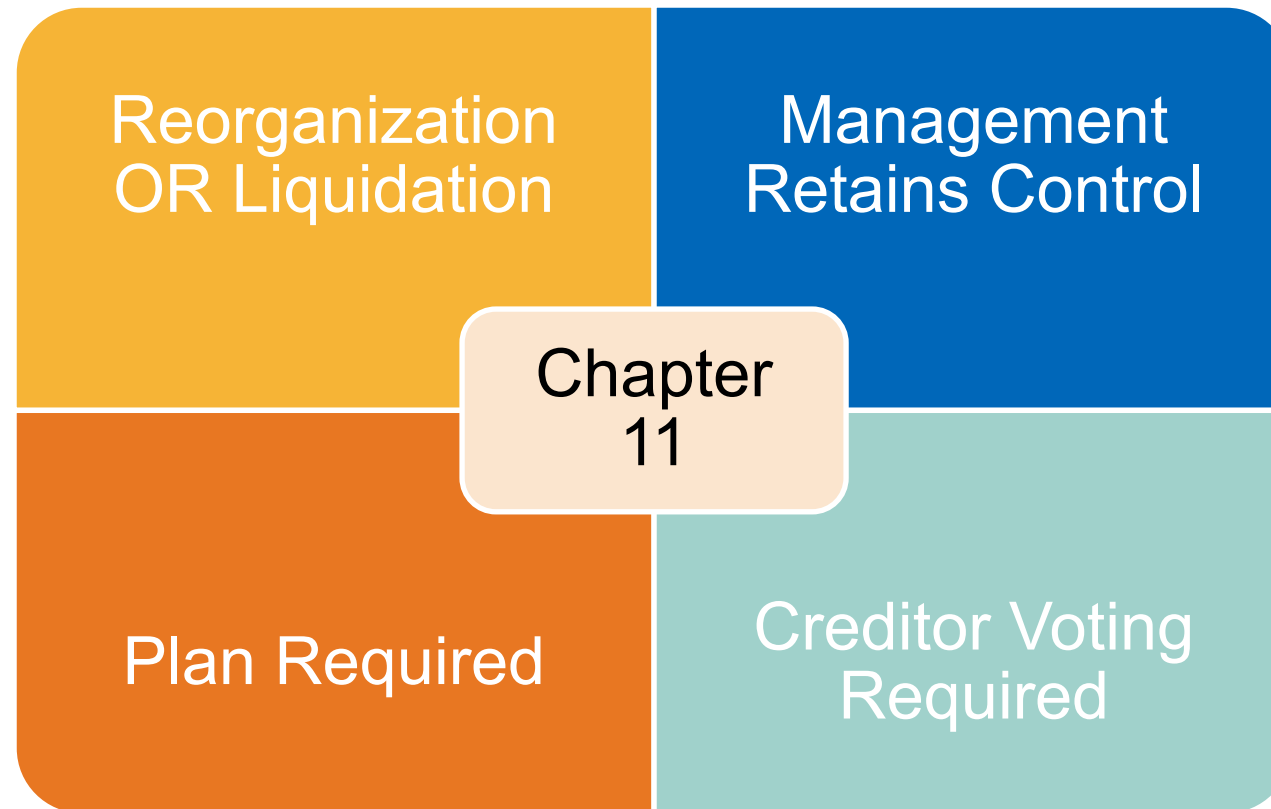 Reorganization
OR Liquidation
Management
Retains Control
Chapter
11
Plan Required
Creditor Voting
Required